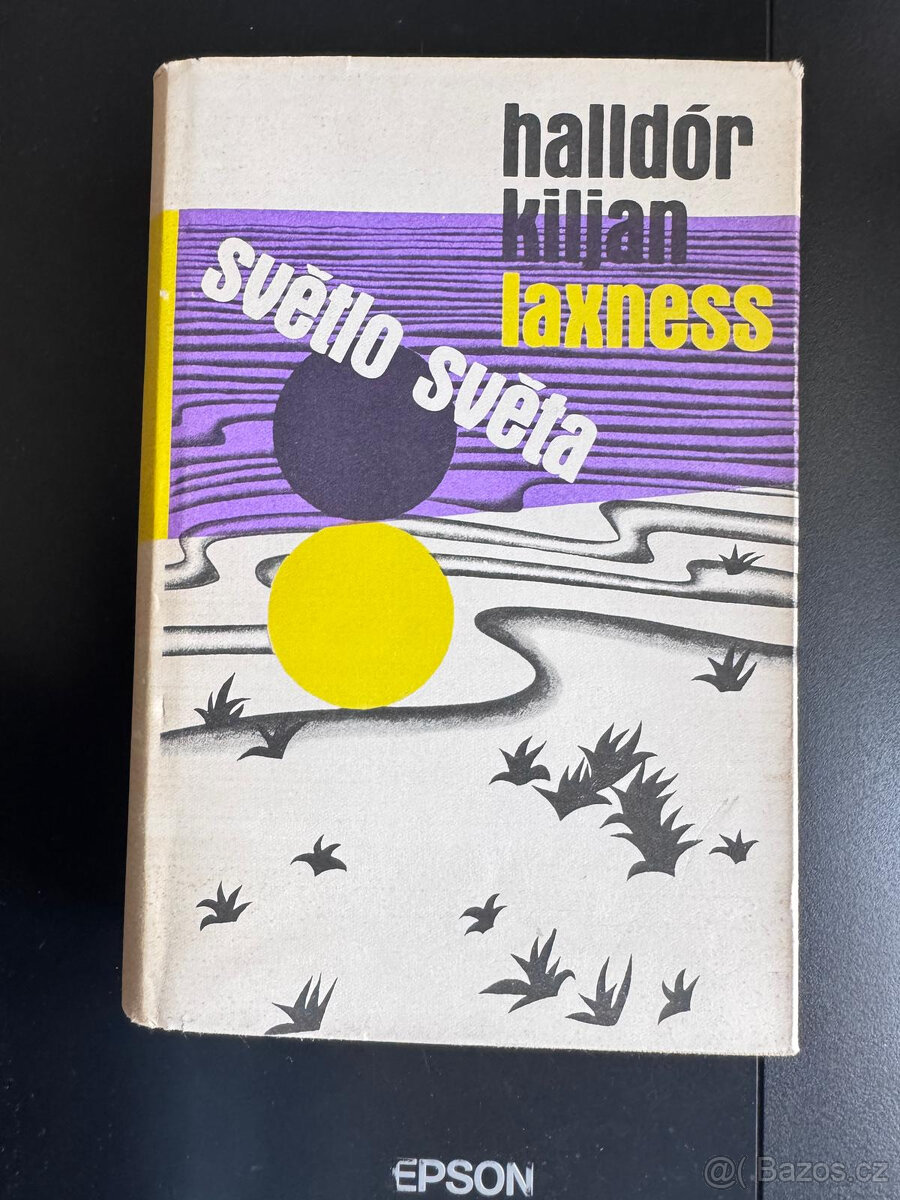 halldór
kiljan
laxness
světlo světa
EPSON
@( Bazos.cz